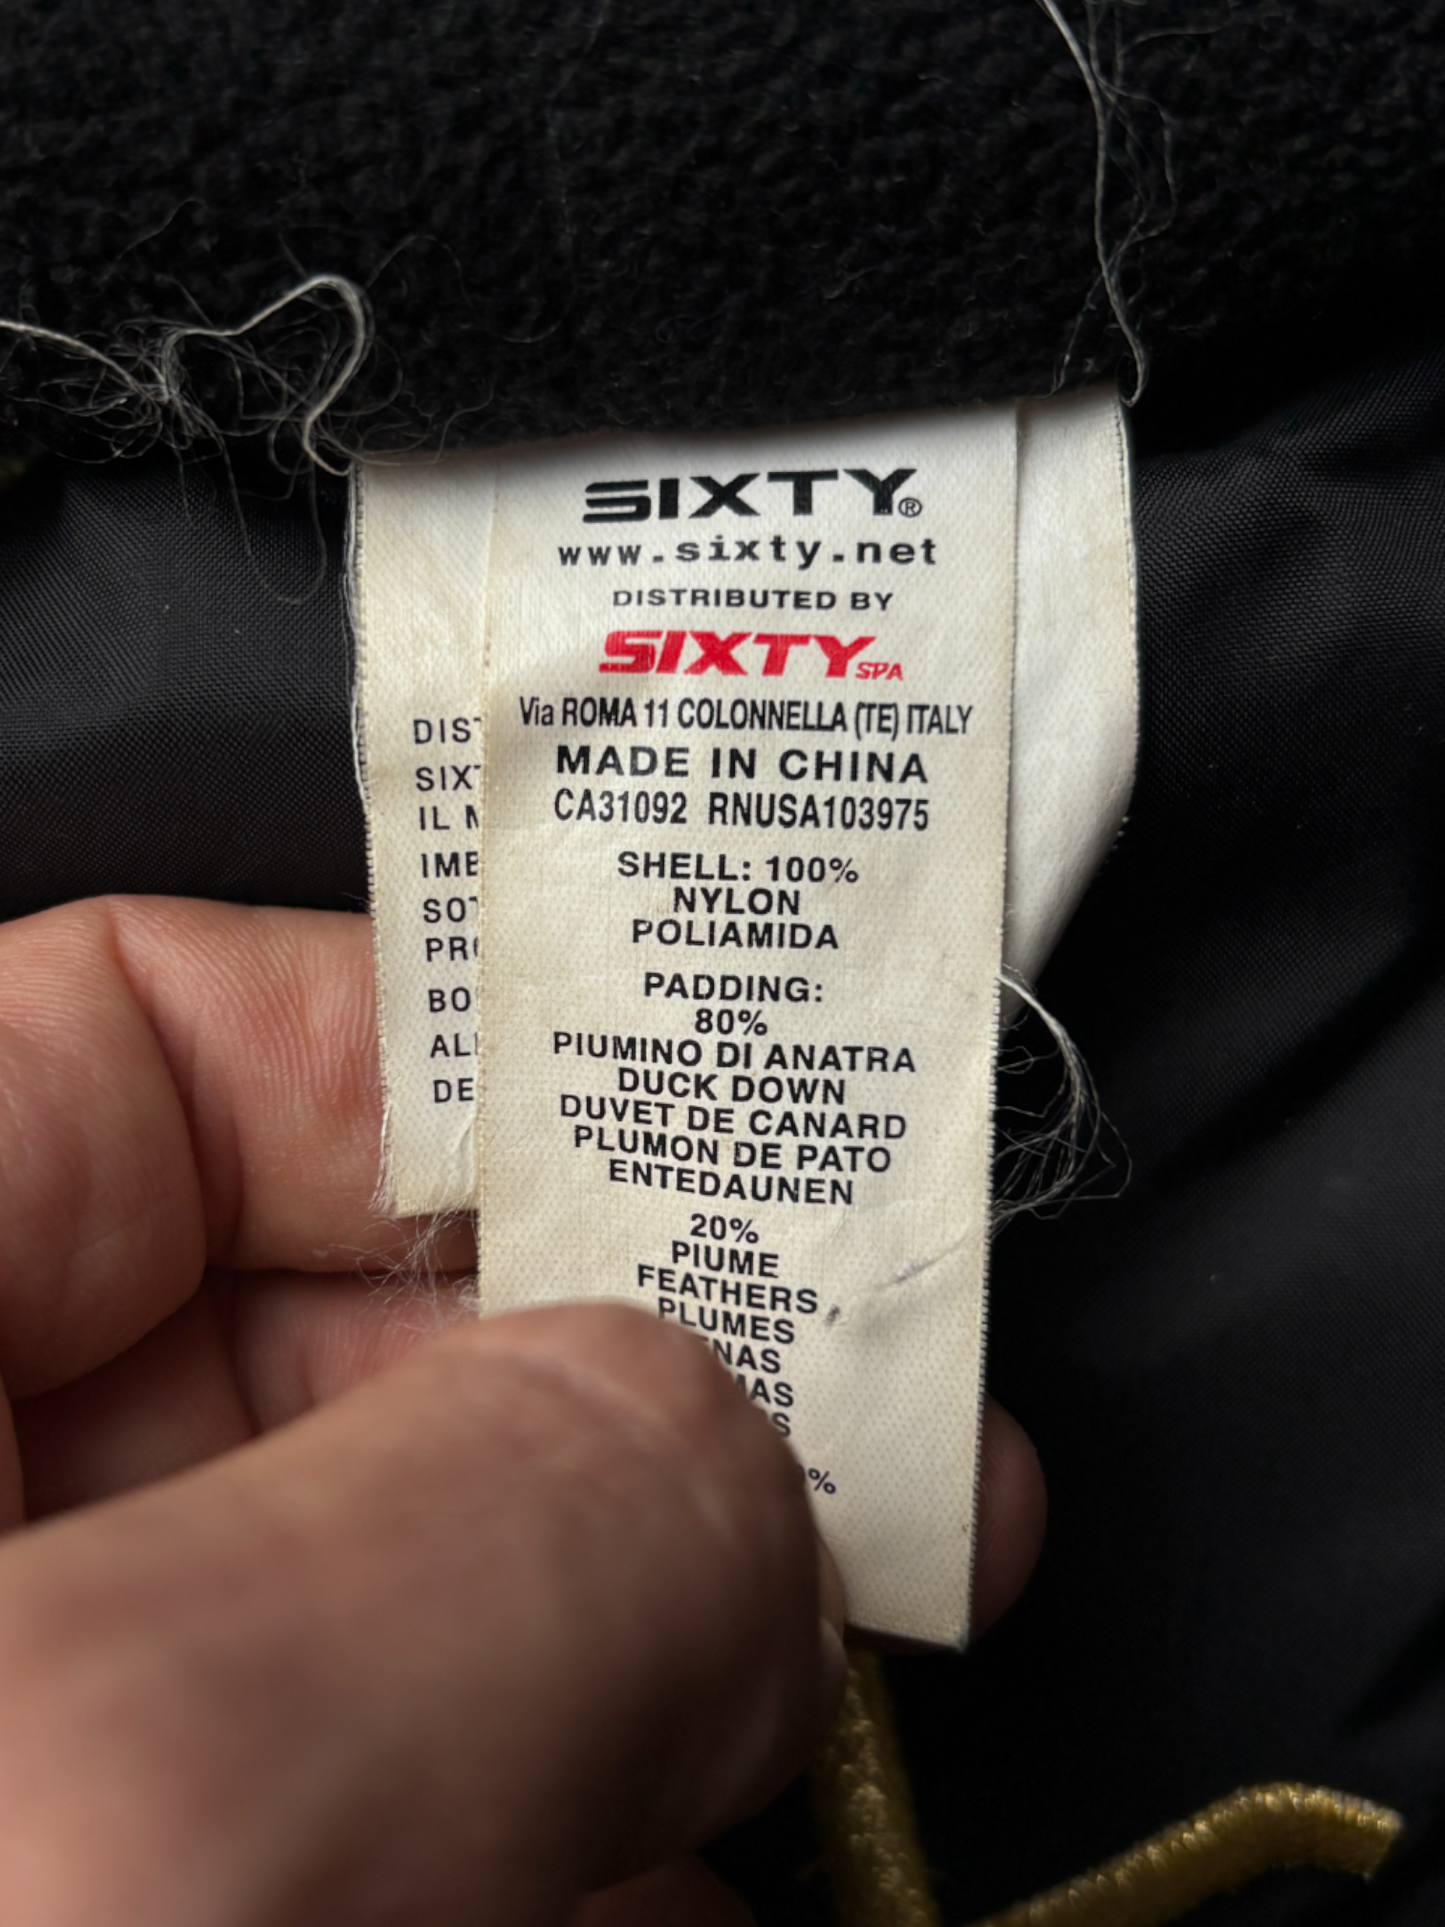 SIXTY®
www.sixty.net
DISTRIBUTED BY
SIXTY SPA
Via ROMA 11 COLONNELLA (TE) ITALY
MADE IN CHINA
CA31092 RNUSA103975
SHELL: 100%
NYLON
POLIAMIDA
PADDING:
80%
PIUMINO DI ANATRA
DUCK DOWN
DUVET DE CANARD
PLUMON DE PATO
ENTEDAUNEN
20%
PIUME
FEATHERS
PLUMES
IL